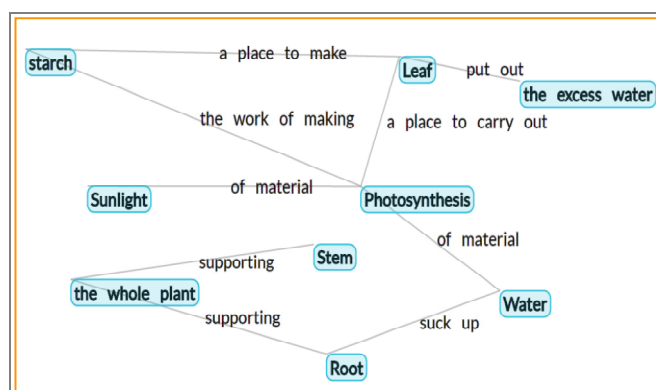 a place to make
starch
Leaf
put out
the excess water
the work of making
a place to carry out
Sunlight
of material
Photosynthesis
of material
supporting
Stem
the whole plant
Water
supporting
suck up
Root